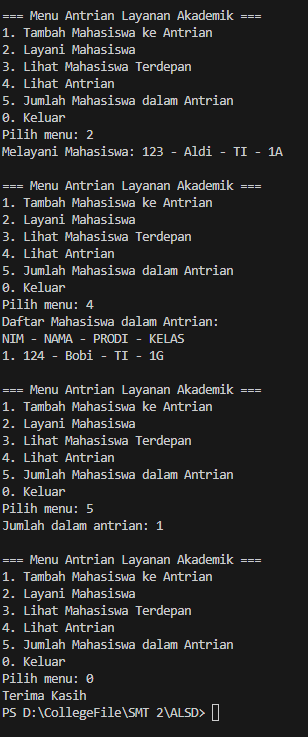 === Menu Antrian Layanan Akademik ===
1. Tambah Mahasiswa ke Antrian
2. Layani Mahasiswa
3. Lihat Mahasiswa Terdepan
4. Lihat Antrian
5. Jumlah Mahasiswa dalam Antrian
0. Keluar
Pilih menu: 2
Melayani Mahasiswa: 123 - Aldi - TI - 1A

=== Menu Antrian Layanan Akademik ===
1. Tambah Mahasiswa ke Antrian
2. Layani Mahasiswa
3. Lihat Mahasiswa Terdepan
4. Lihat Antrian
5. Jumlah Mahasiswa dalam Antrian
0. Keluar
Pilih menu: 4
Daftar Mahasiswa dalam Antrian:
NIM - NAMA - PRODI - KELAS
1. 124 - Bobi - TI - 1G

=== Menu Antrian Layanan Akademik ===
1. Tambah Mahasiswa ke Antrian
2. Layani Mahasiswa
3. Lihat Mahasiswa Terdepan
4. Lihat Antrian
5. Jumlah Mahasiswa dalam Antrian
0. Keluar
Pilih menu: 5
Jumlah dalam antrian: 1

=== Menu Antrian Layanan Akademik ===
1. Tambah Mahasiswa ke Antrian
2. Layani Mahasiswa
3. Lihat Mahasiswa Terdepan
4. Lihat Antrian
5. Jumlah Mahasiswa dalam Antrian
0. Keluar
Pilih menu: 0
Terima Kasih
PS D:\CollegeFile\SMT 2\ALSD>